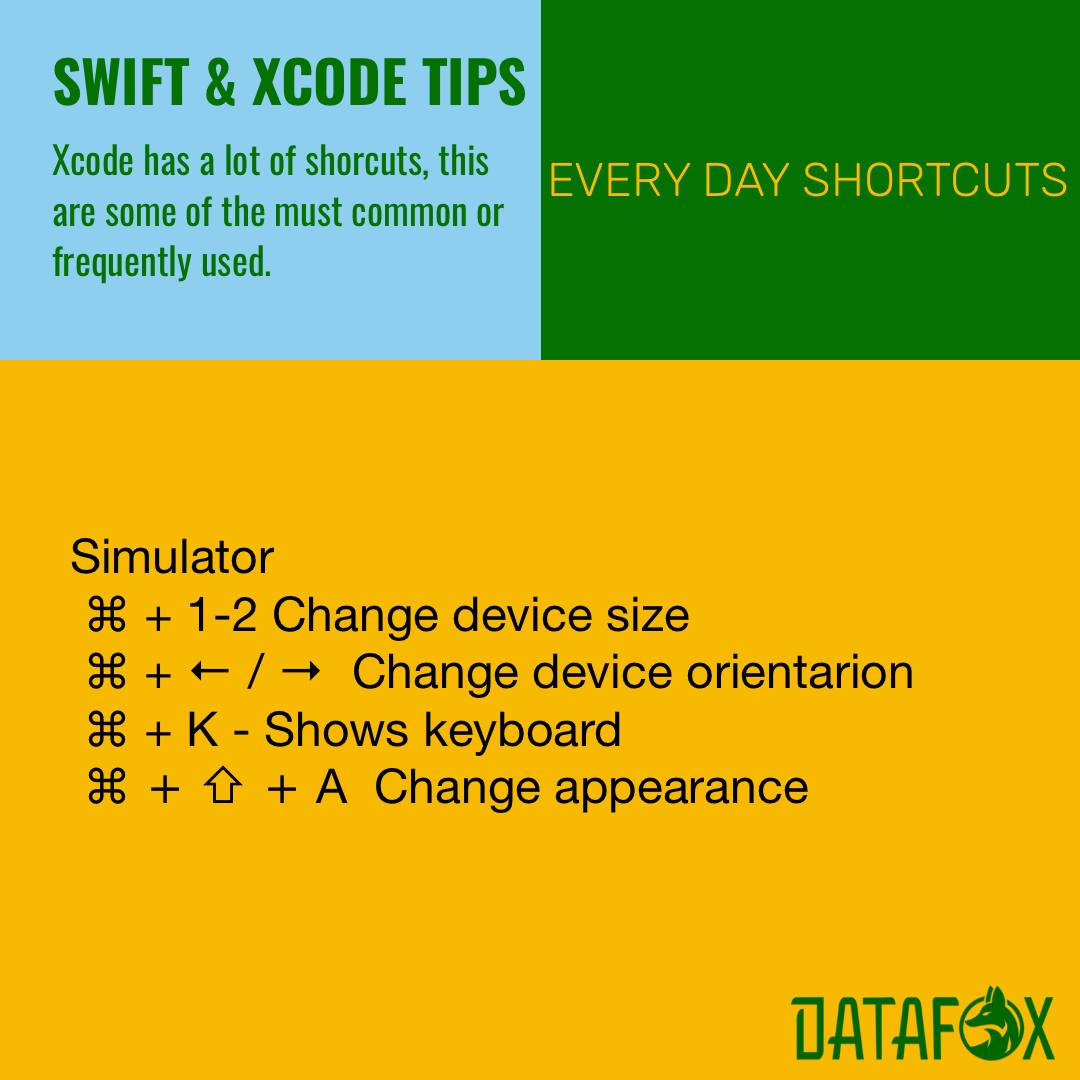 SWIFT & XCODE TIPS
Xcode has a lot of shorcuts, this
are some of the must common or
frequently used.
EVERY DAY SHORTCUTS
Simulator
⌘ + 1-2 Change device size
⌘ + ← / → Change device orientarion
⌘ + K - Shows keyboard
⌘ + ⇧ + A Change appearance
DATAFOX